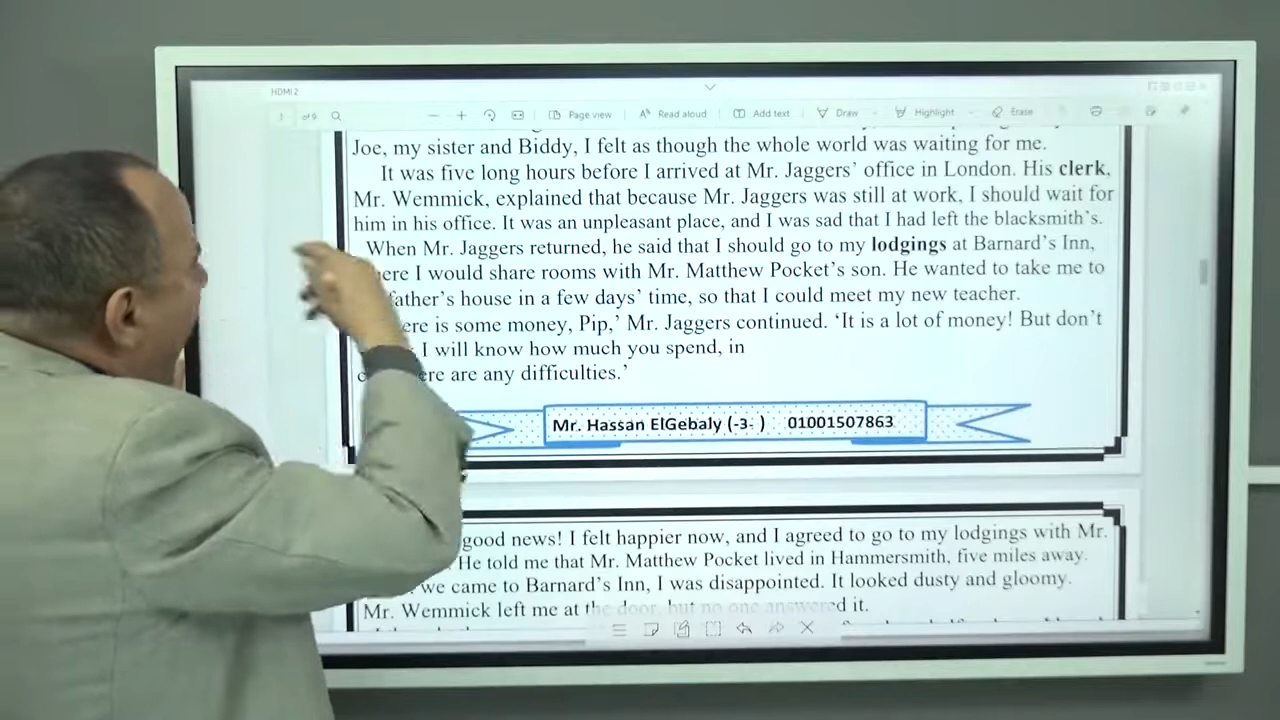 HDMI 2
of 9
Page view
Read aloud
Add text
Draw
Highlight
Erase
Joe, my sister and Biddy, I felt as though the whole world was waiting for me.
It was five long hours before I arrived at Mr. Jaggers’ office in London. His clerk,
Mr. Wemmick, explained that because Mr. Jaggers was still at work, I should wait for
him in his office. It was an unpleasant place, and I was sad that I had left the blacksmith’s.
When Mr. Jaggers returned, he said that I should go to my lodgings at Barnard’s Inn,
ere I would share rooms with Mr. Matthew Pocket’s son. He wanted to take me to
father’s house in a few days’ time, so that I could meet my new teacher.
ere is some money, Pip,’ Mr. Jaggers continued. ‘It is a lot of money! But don’t
I will know how much you spend, in
ere are any difficulties.’
Mr. Hassan ElGebaly (-3- ) 01001507863
good news! I felt happier now, and I agreed to go to my lodgings with Mr.
He told me that Mr. Matthew Pocket lived in Hammersmith, five miles away.
we came to Barnard’s Inn, I was disappointed. It looked dusty and gloomy.
Mr. Wemmick left me at the door, but no one answered it.